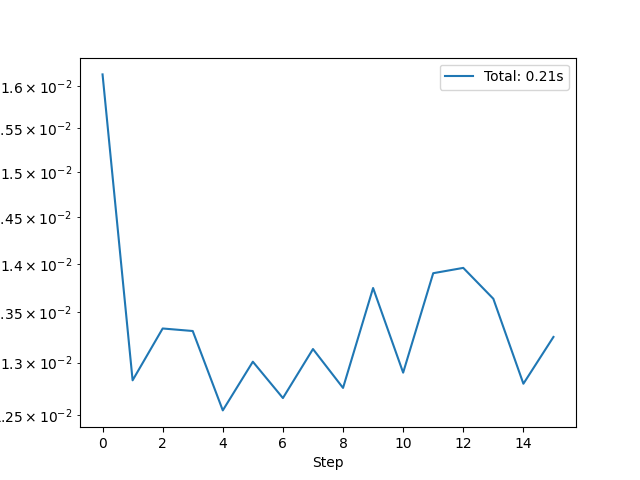 Total: 0.21s
1.6 × 10⁻²
.55 × 10⁻²
1.5 × 10⁻²
.45 × 10⁻²
1.4 × 10⁻²
.35 × 10⁻²
1.3 × 10⁻²
.25 × 10⁻²
0 2 4 6 8 10 12 14
Step